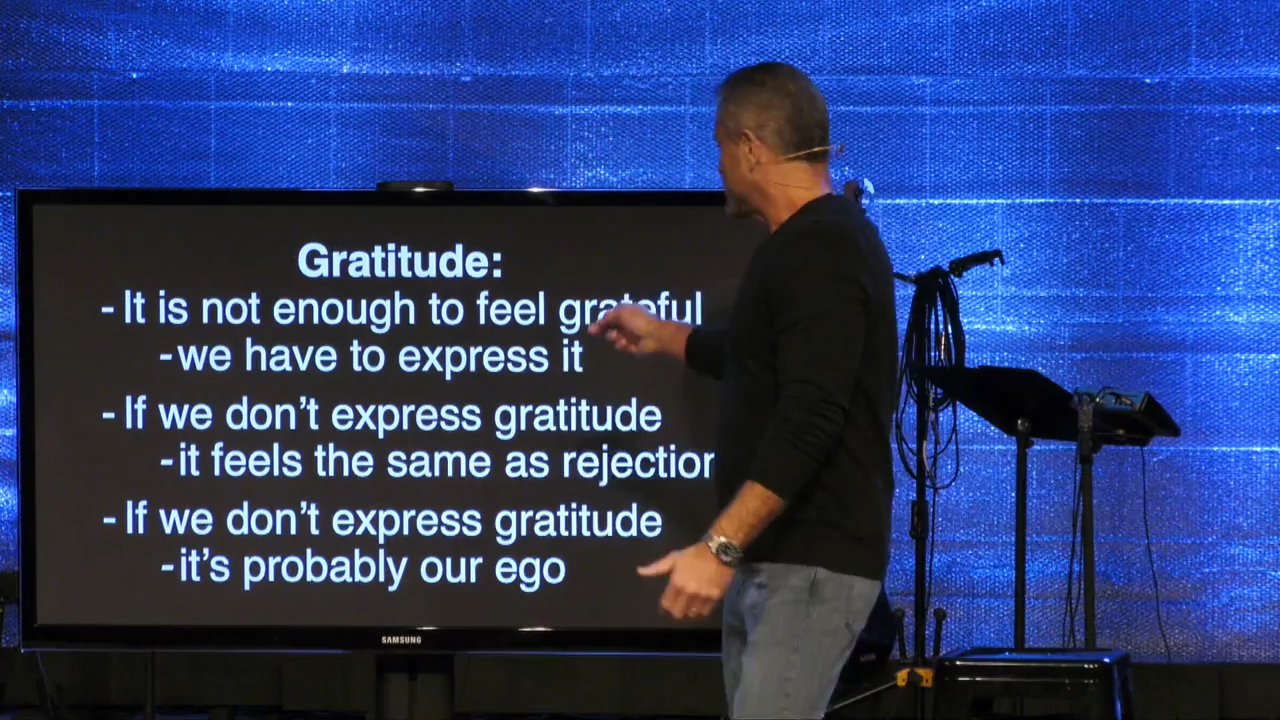 Gratitude:
- It is not enough to feel grateful
- we have to express it
- If we don't express gratitude
- it feels the same as rejection
- If we don't express gratitude
- it's probably our ego
SAMSUNG